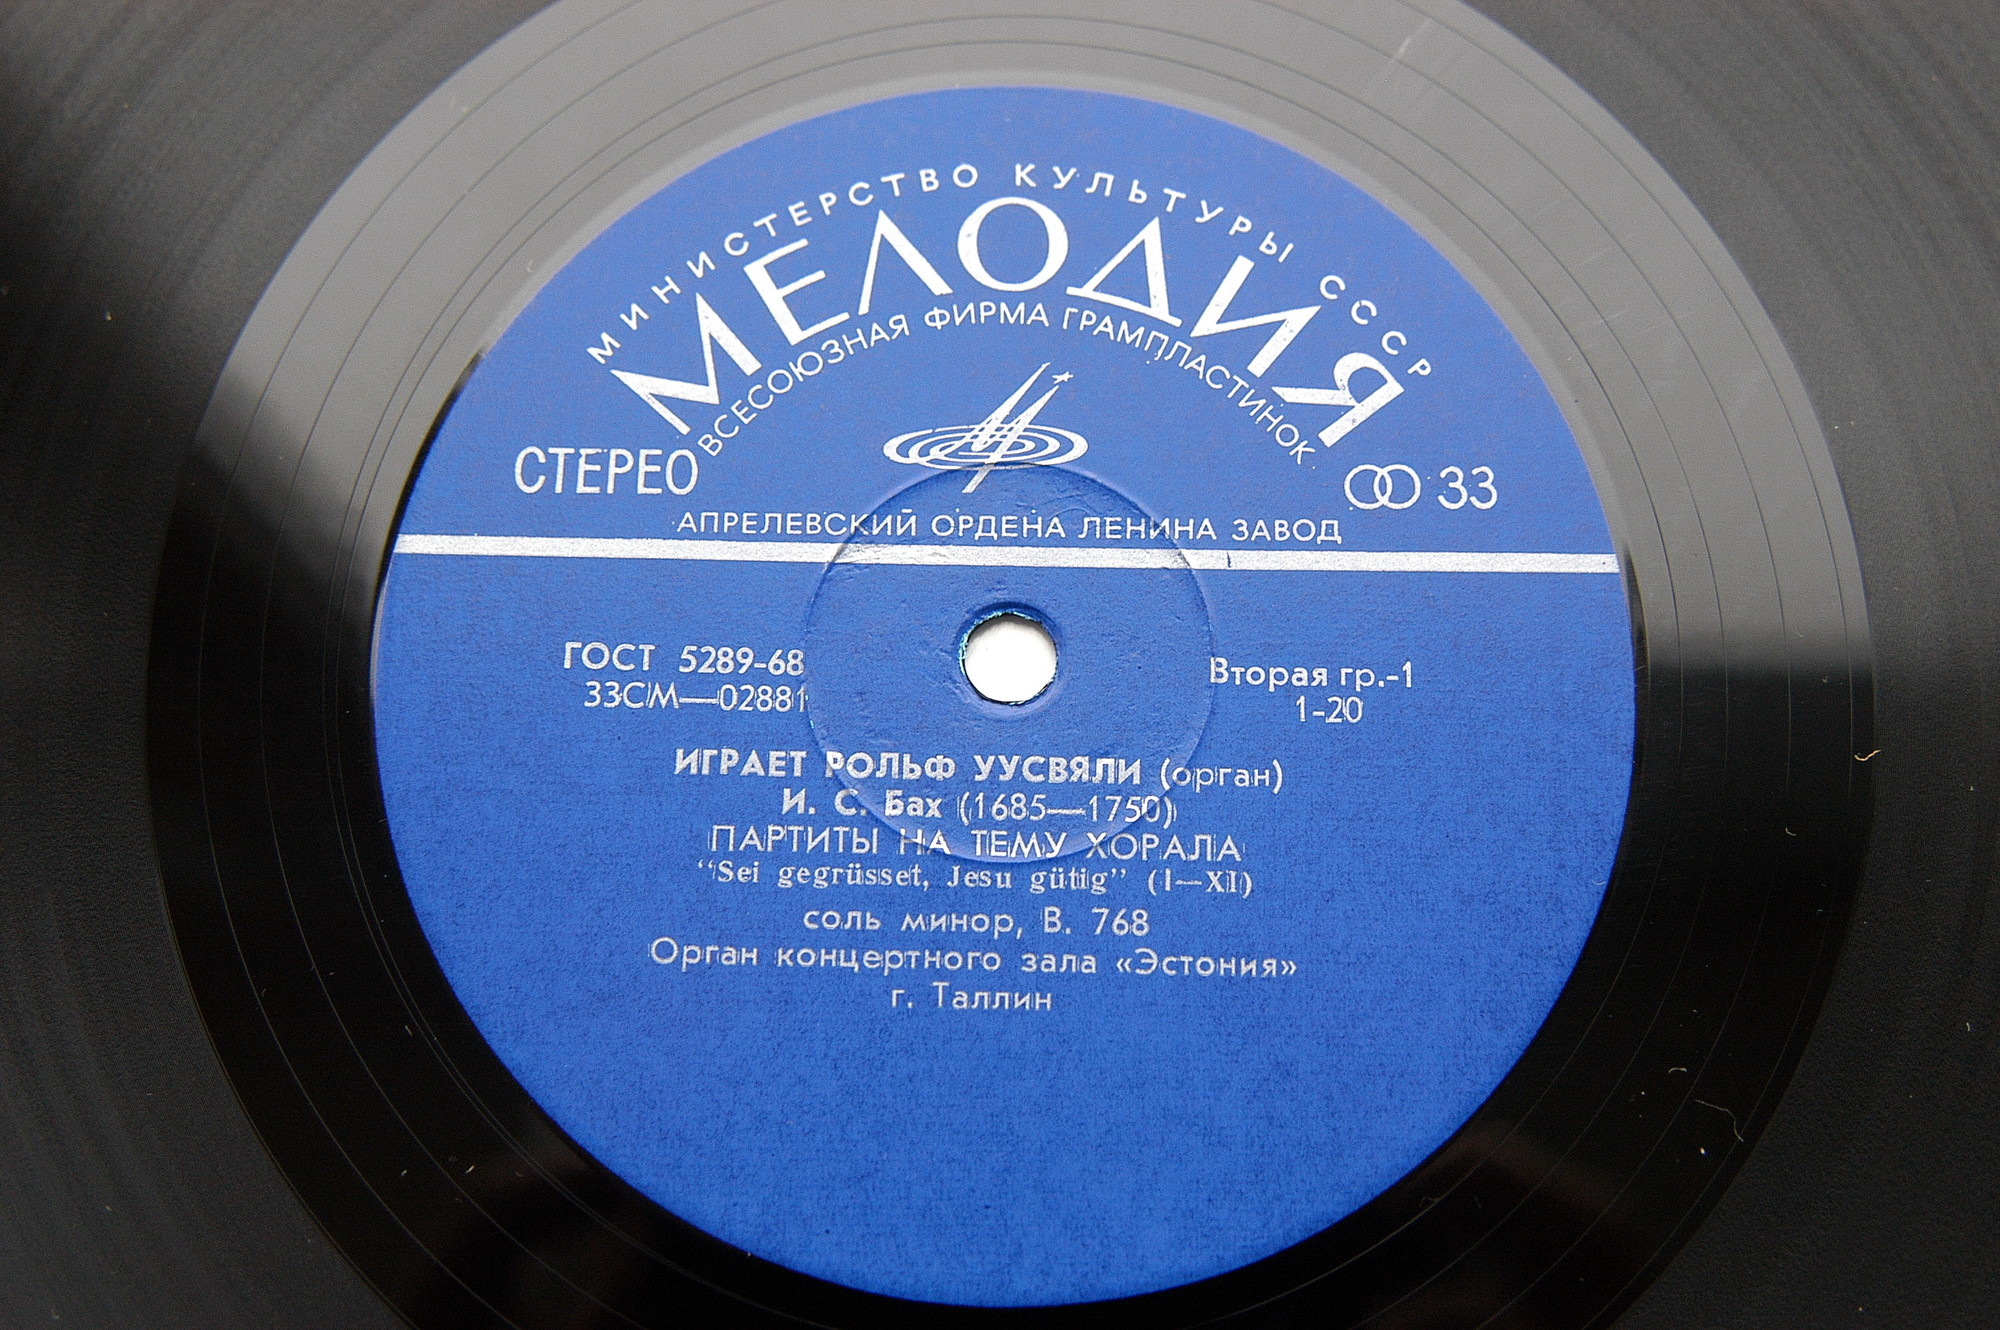 МИНИСТЕРСТВО КУЛЬТУРЫ СССР
МЕЛОДИЯ
ВСЕСОЮЗНАЯ ФИРМА ГРАМПЛАСТИНОК
СТЕРЕО
33
АПРЕЛЕВСКИЙ ОРДЕНА ЛЕНИНА ЗАВОД
ГОСТ 5289-68
33СМ—02881
Вторая гр.-1
1-20
ИГРАЕТ РОЛЬФ УУСВЯЛИ (орган)
И. С. Бах (1685—1750)
ПАРТИТЫ НА ТЕМУ ХОРАЛА
“Sei gegrüsset, Jesu gütig” (I—XI)
соль минор, В. 768
Орган концертного зала «Эстония»
г. Таллин